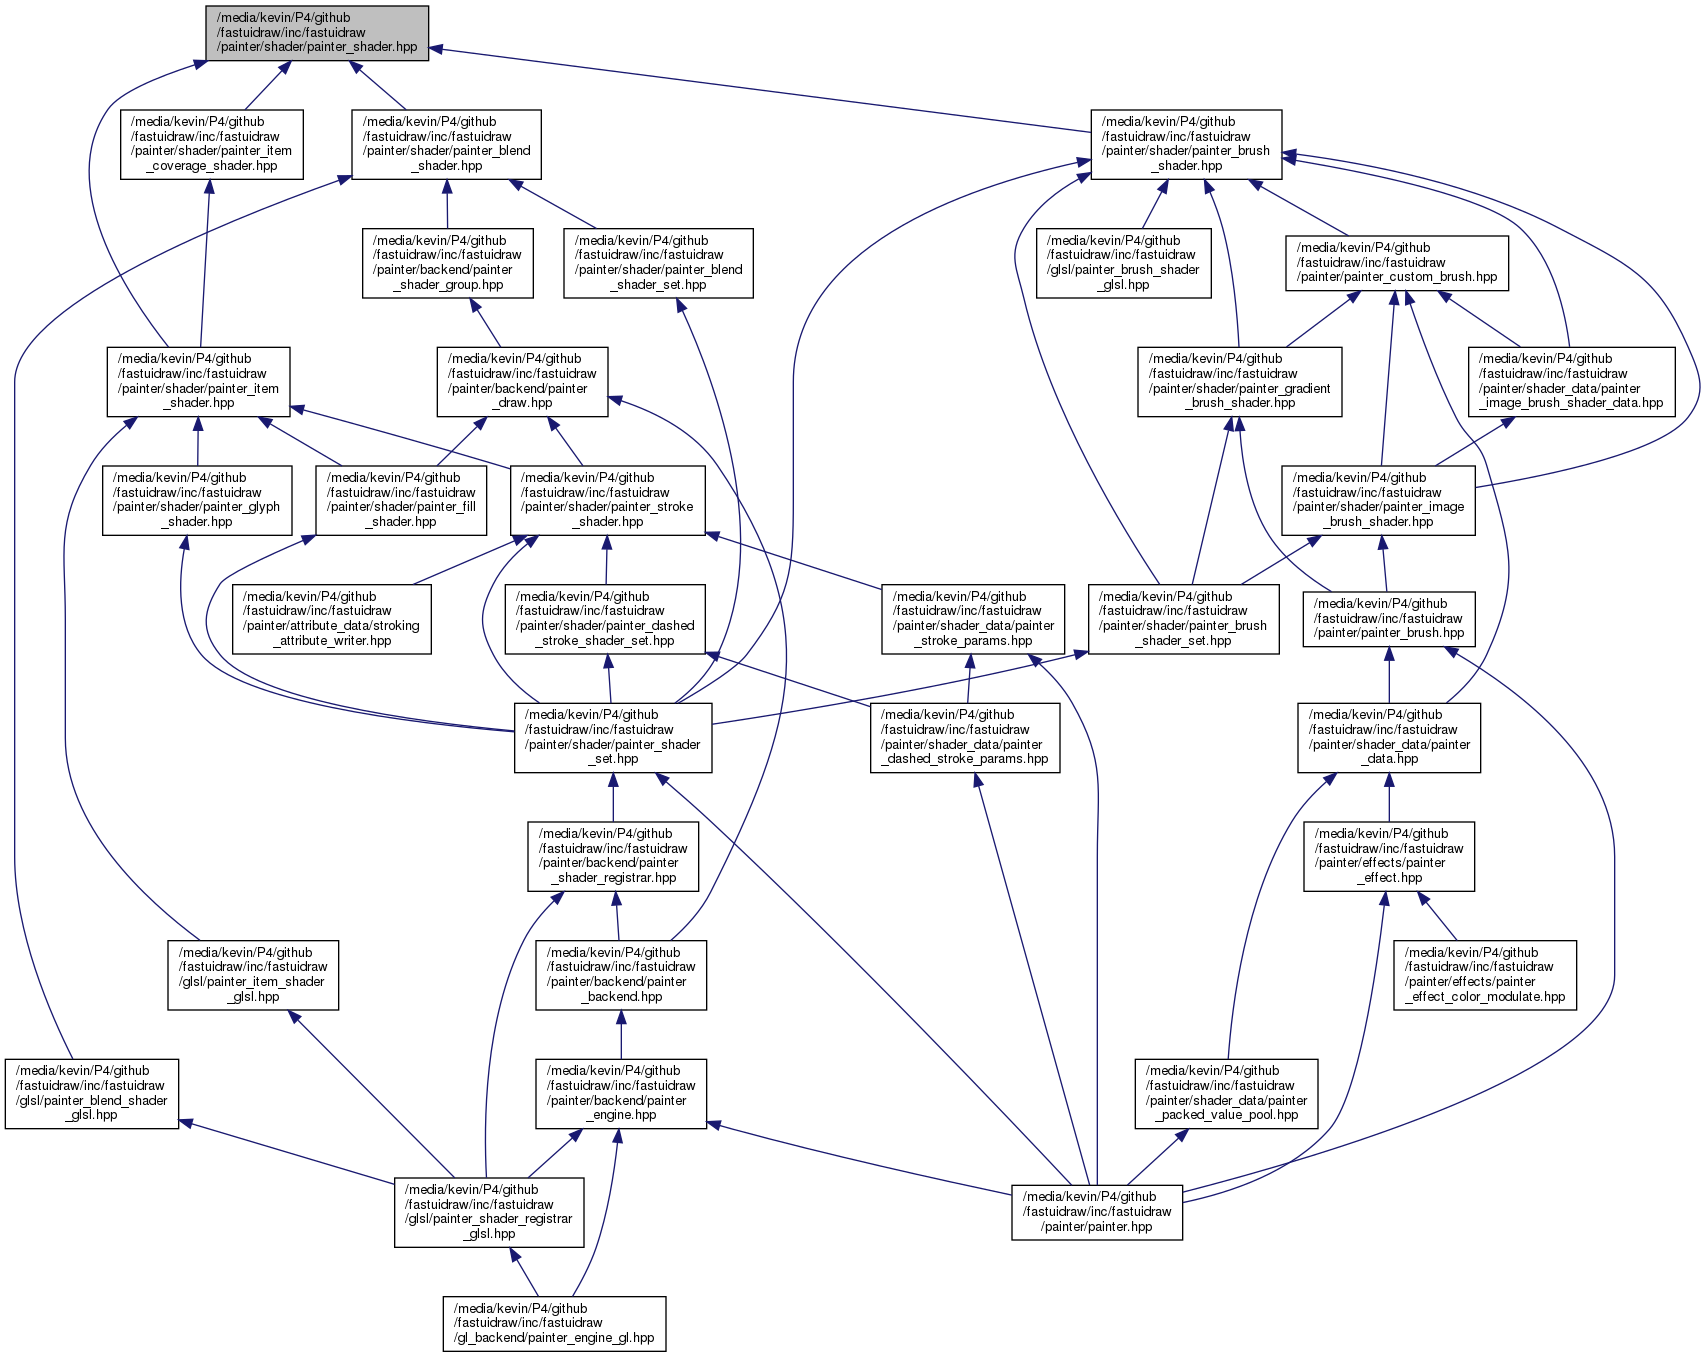 /media/kevin/P4/github
/fastuidraw/inc/fastuidraw
/painter/shader/painter_shader.hpp
/media/kevin/P4/github
/fastuidraw/inc/fastuidraw
/painter/shader/painter_item
_coverage_shader.hpp
/media/kevin/P4/github
/fastuidraw/inc/fastuidraw
/painter/shader/painter_blend
_shader.hpp
/media/kevin/P4/github
/fastuidraw/inc/fastuidraw
/painter/shader/painter_brush
_shader.hpp
/media/kevin/P4/github
/fastuidraw/inc/fastuidraw
/painter/backend/painter
_shader_group.hpp
/media/kevin/P4/github
/fastuidraw/inc/fastuidraw
/painter/shader/painter_blend
_shader_set.hpp
/media/kevin/P4/github
/fastuidraw/inc/fastuidraw
/glsl/painter_brush_shader
_glsl.hpp
/media/kevin/P4/github
/fastuidraw/inc/fastuidraw
/painter/painter_custom_brush.hpp
/media/kevin/P4/github
/fastuidraw/inc/fastuidraw
/painter/shader/painter_item
_shader.hpp
/media/kevin/P4/github
/fastuidraw/inc/fastuidraw
/painter/backend/painter
_draw.hpp
/media/kevin/P4/github
/fastuidraw/inc/fastuidraw
/painter/shader/painter_gradient
_brush_shader.hpp
/media/kevin/P4/github
/fastuidraw/inc/fastuidraw
/painter/shader_data/painter
_image_brush_shader_data.hpp
/media/kevin/P4/github
/fastuidraw/inc/fastuidraw
/painter/shader/painter_glyph
_shader.hpp
/media/kevin/P4/github
/fastuidraw/inc/fastuidraw
/painter/shader/painter_fill
_shader.hpp
/media/kevin/P4/github
/fastuidraw/inc/fastuidraw
/painter/shader/painter_stroke
_shader.hpp
/media/kevin/P4/github
/fastuidraw/inc/fastuidraw
/painter/shader/painter_image
_brush_shader.hpp
/media/kevin/P4/github
/fastuidraw/inc/fastuidraw
/painter/attribute_data/stroking
_attribute_writer.hpp
/media/kevin/P4/github
/fastuidraw/inc/fastuidraw
/painter/shader/painter_dashed
_stroke_shader_set.hpp
/media/kevin/P4/github
/fastuidraw/inc/fastuidraw
/painter/shader_data/painter
_stroke_params.hpp
/media/kevin/P4/github
/fastuidraw/inc/fastuidraw
/painter/shader/painter_brush
_shader_set.hpp
/media/kevin/P4/github
/fastuidraw/inc/fastuidraw
/painter/painter_brush.hpp
/media/kevin/P4/github
/fastuidraw/inc/fastuidraw
/painter/shader/painter_shader
_set.hpp
/media/kevin/P4/github
/fastuidraw/inc/fastuidraw
/painter/shader_data/painter
_dashed_stroke_params.hpp
/media/kevin/P4/github
/fastuidraw/inc/fastuidraw
/painter/shader_data/painter
_data.hpp
/media/kevin/P4/github
/fastuidraw/inc/fastuidraw
/painter/backend/painter
_shader_registrar.hpp
/media/kevin/P4/github
/fastuidraw/inc/fastuidraw
/painter/effects/painter
_effect.hpp
/media/kevin/P4/github
/fastuidraw/inc/fastuidraw
/glsl/painter_item_shader
_glsl.hpp
/media/kevin/P4/github
/fastuidraw/inc/fastuidraw
/painter/backend/painter
_backend.hpp
/media/kevin/P4/github
/fastuidraw/inc/fastuidraw
/painter/effects/painter
_effect_color_modulate.hpp
/media/kevin/P4/github
/fastuidraw/inc/fastuidraw
/glsl/painter_blend_shader
_glsl.hpp
/media/kevin/P4/github
/fastuidraw/inc/fastuidraw
/painter/backend/painter
_engine.hpp
/media/kevin/P4/github
/fastuidraw/inc/fastuidraw
/painter/shader_data/painter
_packed_value_pool.hpp
/media/kevin/P4/github
/fastuidraw/inc/fastuidraw
/glsl/painter_shader_registrar
_glsl.hpp
/media/kevin/P4/github
/fastuidraw/inc/fastuidraw
/painter/painter.hpp
/media/kevin/P4/github
/fastuidraw/inc/fastuidraw
/gl_backend/painter_engine_gl.hpp